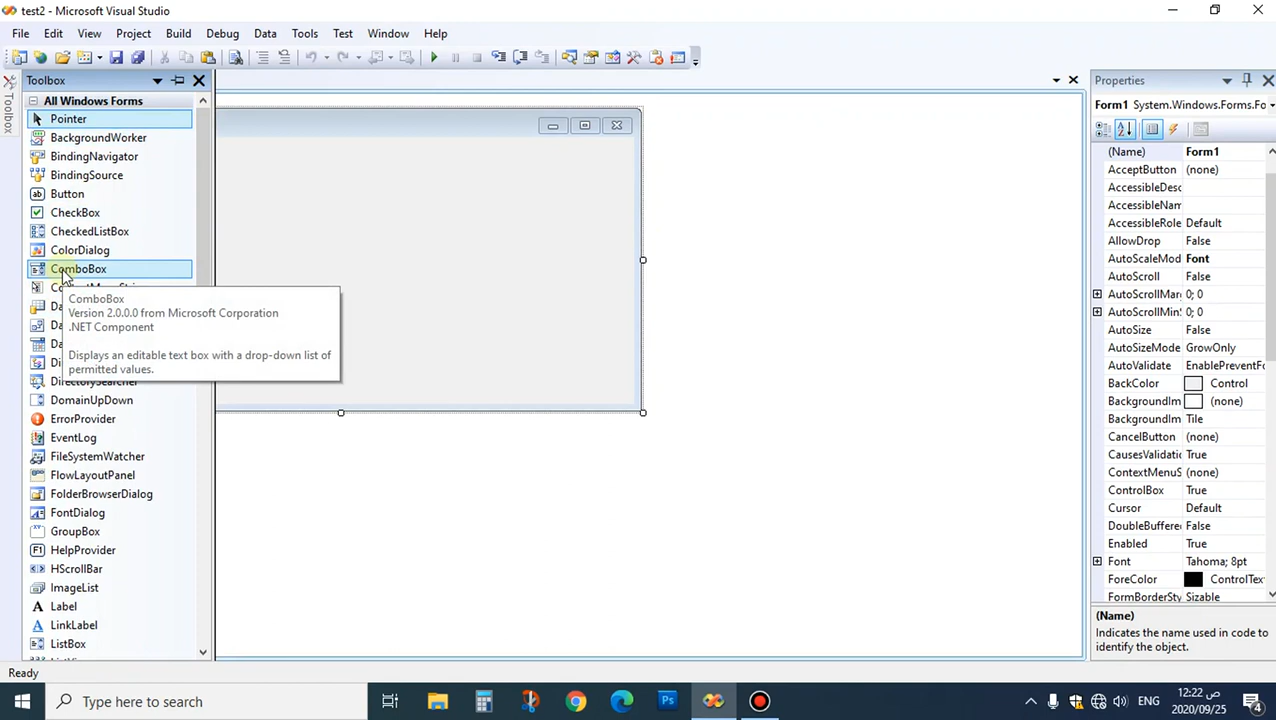 test2 - Microsoft Visual Studio
File Edit View Project Build Debug Data Tools Test Window Help
Toolbox
Toolbox
All Windows Forms
Pointer
BackgroundWorker
BindingNavigator
BindingSource
Button
CheckBox
CheckedListBox
ColorDialog
ComboBox
ComboBox
Version 2.0.0.0 from Microsoft Corporation
.NET Component
Displays an editable text box with a drop-down list of
permitted values.
DirectorySearcher
DomainUpDown
ErrorProvider
EventLog
FileSystemWatcher
FlowLayoutPanel
FolderBrowserDialog
FontDialog
GroupBox
HelpProvider
HScrollBar
ImageList
Label
LinkLabel
ListBox
Properties
Form1 System.Windows.Forms.Fo
(Name) Form1
AcceptButton (none)
AccessibleDesc
AccessibleNam
AccessibleRole Default
AllowDrop False
AutoScaleMod Font
AutoScroll False
AutoScrollMar 0; 0
AutoScrollMinS 0; 0
AutoSize False
AutoSizeMode GrowOnly
AutoValidate EnablePreventF
BackColor Control
BackgroundIm (none)
BackgroundIm Tile
CancelButton (none)
CausesValidatio True
ContextMenuS (none)
ControlBox True
Cursor Default
DoubleBuffere False
Enabled True
Font Tahoma; 8pt
ForeColor ControlText
FormBorderSty Sizable
(Name)
Indicates the name used in code to
identify the object.
Ready
Type here to search
ENG
12:22 ص
2020/09/25
4